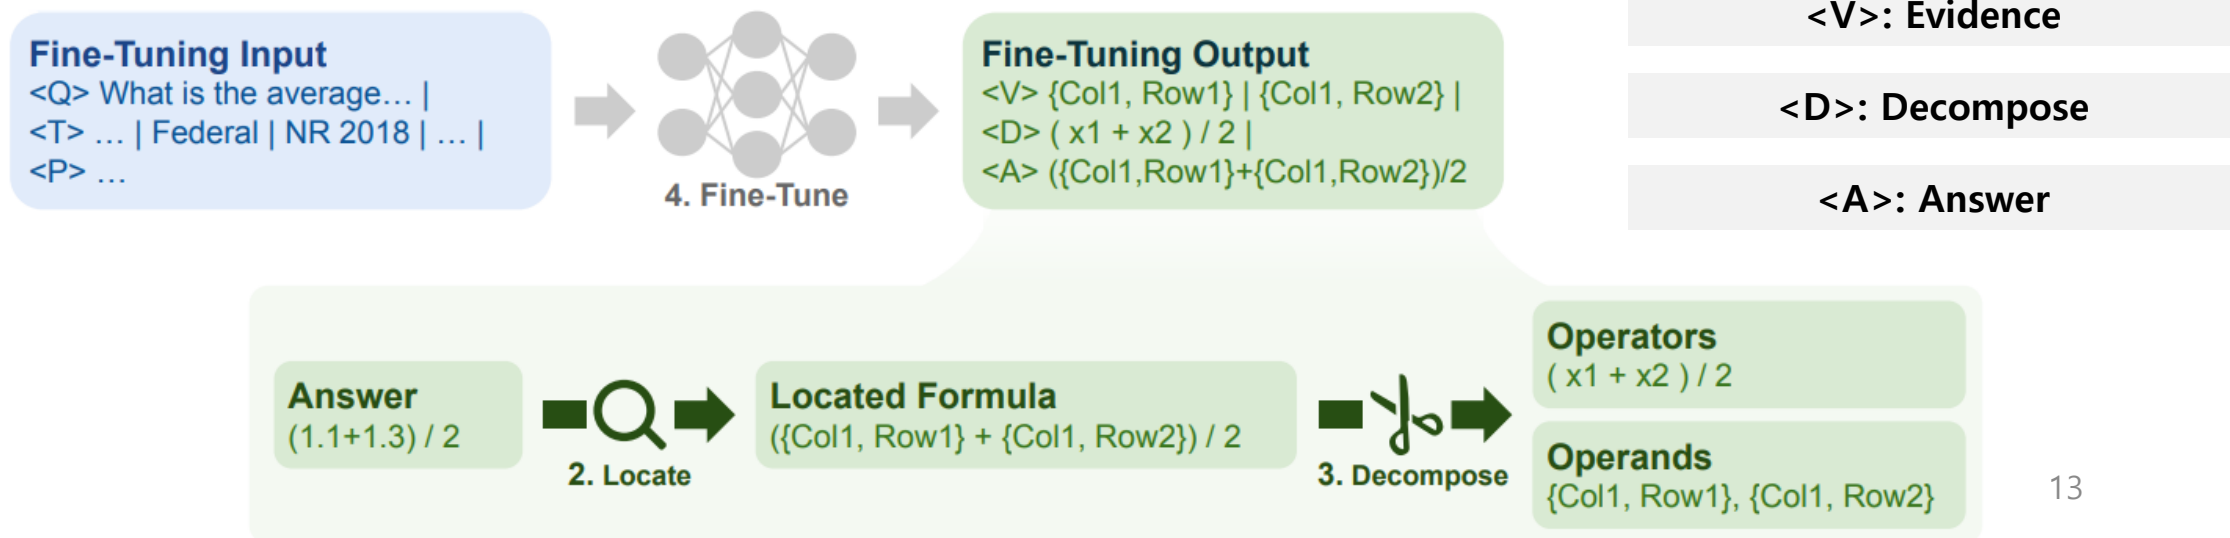 Fine-Tuning Input
<Q> What is the average... |
<T> ... | Federal | NR 2018 | ... |
<P> ...
4. Fine-Tune
Fine-Tuning Output
<V> {Col1, Row1} | {Col1, Row2} |
<D> ( x1 + x2 ) / 2 |
<A> ({Col1,Row1}+{Col1,Row2})/2
<V>: Evidence
<D>: Decompose
<A>: Answer
Answer
(1.1+1.3) / 2
2. Locate
Located Formula
({Col1, Row1} + {Col1, Row2}) / 2
3. Decompose
Operators
( x1 + x2 ) / 2
Operands
{Col1, Row1}, {Col1, Row2}
13